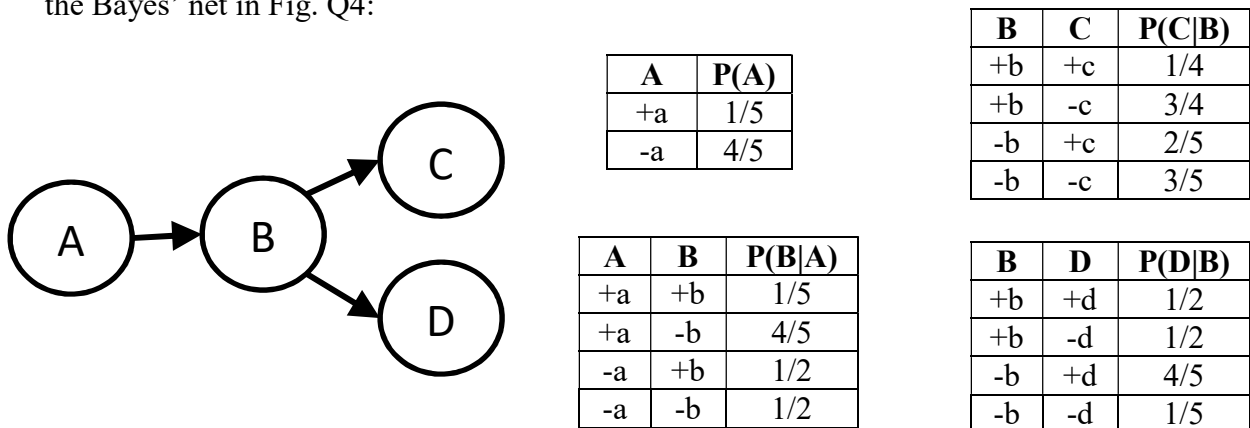 the Bayes' net in Fig. Q4:
A
B
C
D
A P(A)
+a 1/5
-a 4/5
A B P(B|A)
+a +b 1/5
+a -b 4/5
-a +b 1/2
-a -b 1/2
B C P(C|B)
+b +c 1/4
+b -c 3/4
-b +c 2/5
-b -c 3/5
B D P(D|B)
+b +d 1/2
+b -d 1/2
-b +d 4/5
-b -d 1/5